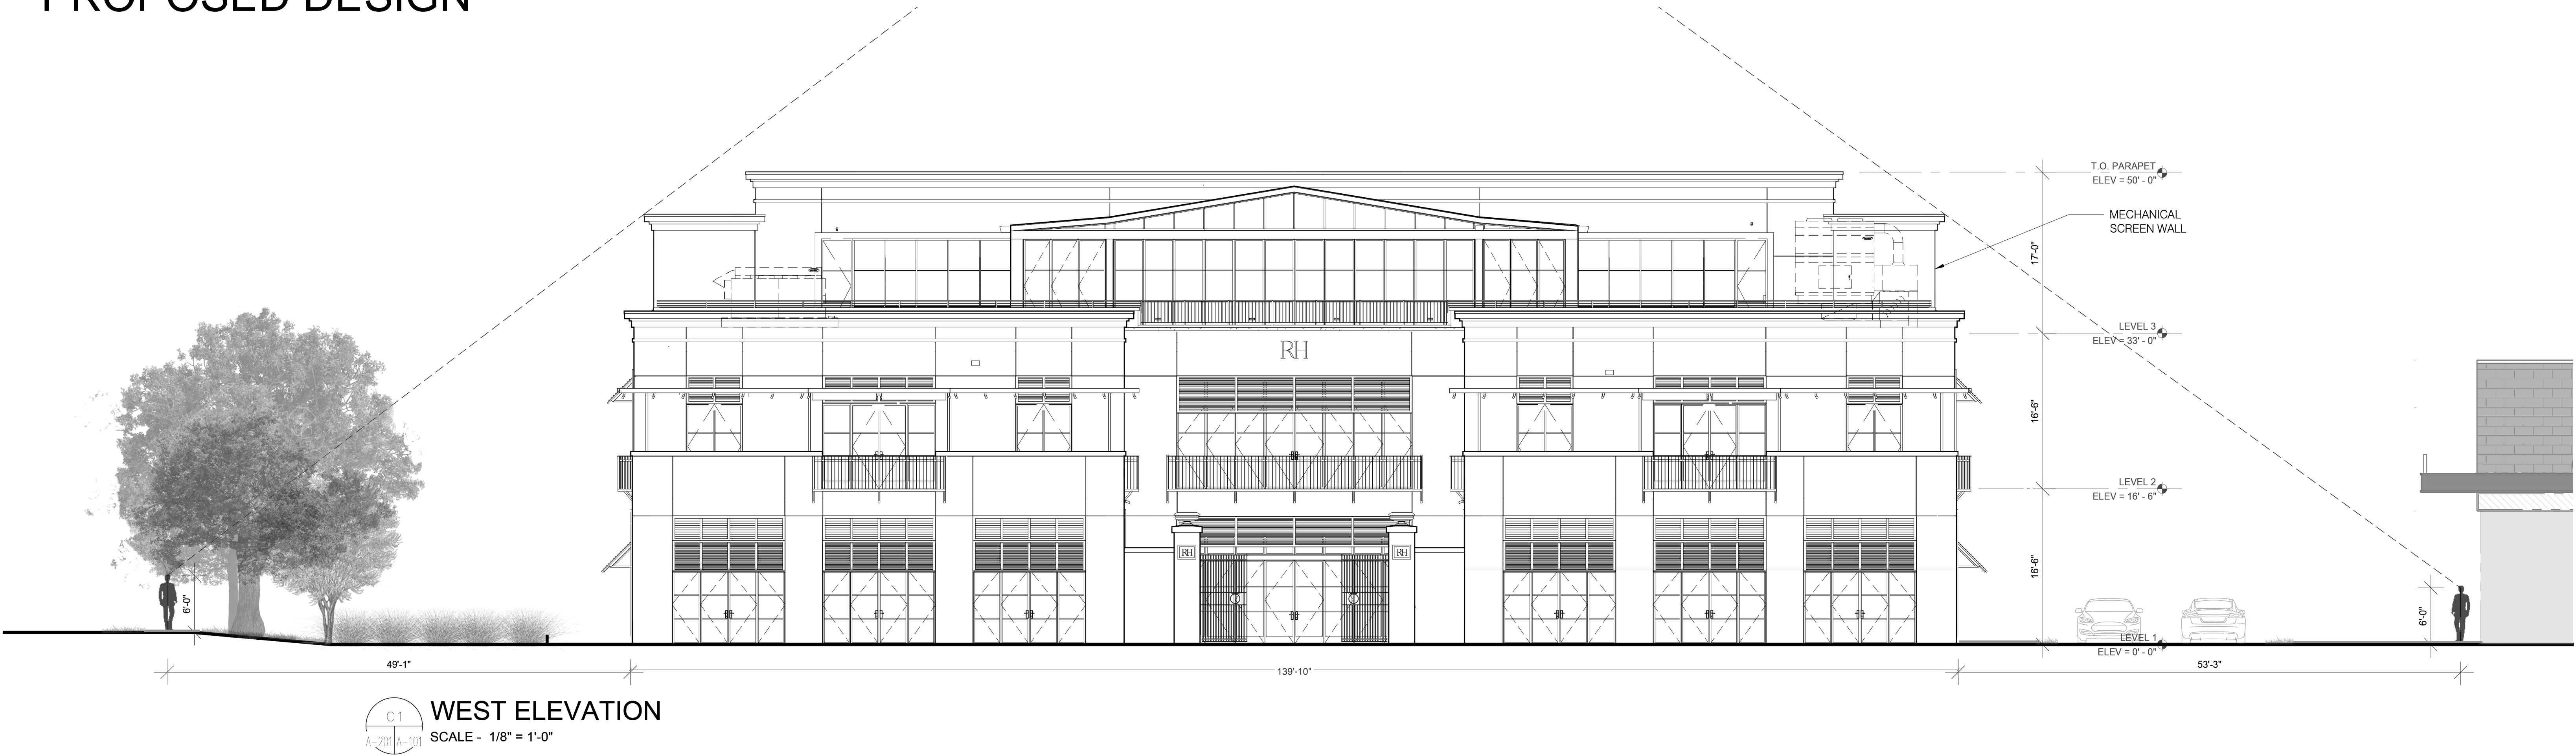 PROPOSED DESIGN
T.O. PARAPET
ELEV = 50' - 0"
MECHANICAL
SCREEN WALL
17'-0"
LEVEL 3
ELEV = 33' - 0"
RH
16'-6"
LEVEL 2
ELEV = 16' - 6"
RH
RH
16'-6"
6'-0"
6'-0"
LEVEL 1
ELEV = 0' - 0"
49'-1"
139'-10"
53'-3"
C1
A-201 A-101
WEST ELEVATION
SCALE - 1/8" = 1'-0"